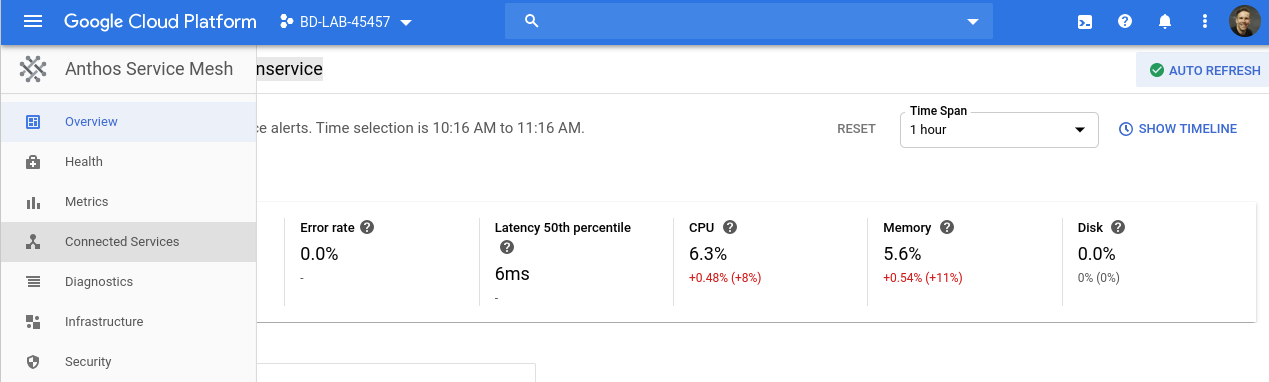 Google Cloud Platform
BD-LAB-45457
Anthos Service Mesh
nservice
AUTO REFRESH
Overview
Health
Metrics
Connected Services
Diagnostics
Infrastructure
Security
ce alerts. Time selection is 10:16 AM to 11:16 AM.
RESET
Time Span
1 hour
SHOW TIMELINE
Error rate
0.0%
-
Latency 50th percentile
6ms
-
CPU
6.3%
+0.48% (+8%)
Memory
5.6%
+0.54% (+11%)
Disk
0.0%
0% (0%)